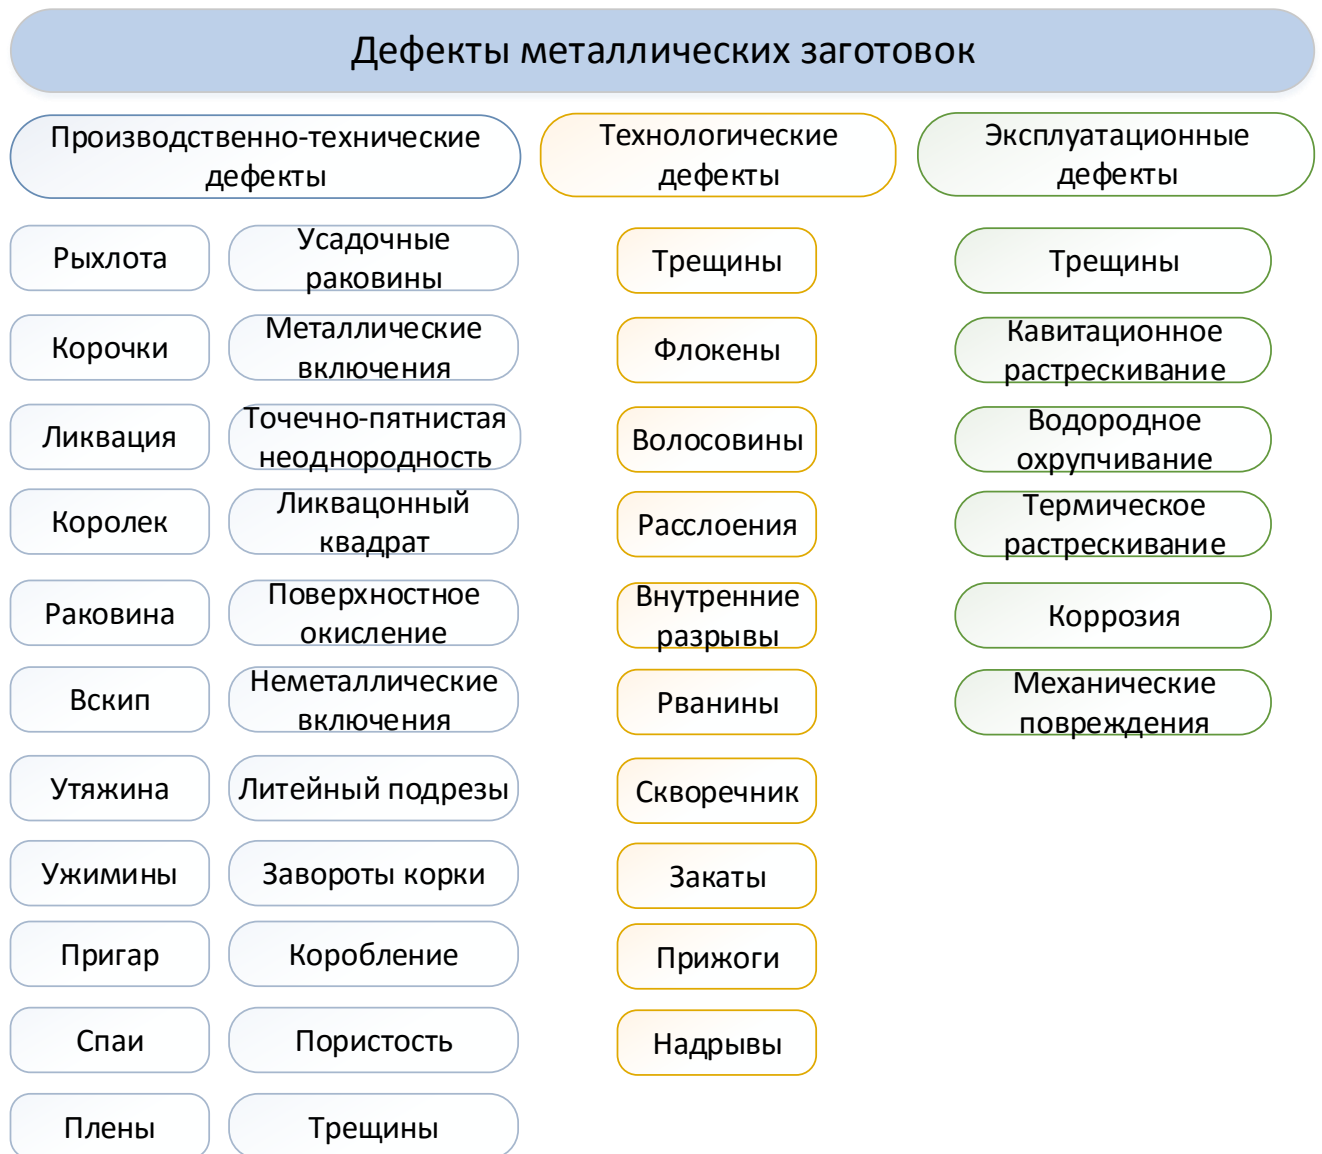 Дефекты металлических заготовок
Производственно-технические
дефекты
Технологические
дефекты
Эксплуатационные
дефекты
Рыхлота
Усадочные
раковины
Трещины
Трещины
Корочки
Металлические
включения
Флокены
Кавитационное
растрескивание
Ликвация
Точечно-пятнистая
неоднородность
Волосовины
Водородное
охрупчивание
Королек
Ликвацонный
квадрат
Расслоения
Термическое
растрескивание
Раковина
Поверхностное
окисление
Внутренние
разрывы
Коррозия
Вскип
Неметаллические
включения
Рванины
Механические
повреждения
Утяжина
Литейный подрезы
Скворечник
Ужимины
Завороты корки
Закаты
Пригар
Коробление
Прижоги
Спаи
Пористость
Надрывы
Плены
Трещины